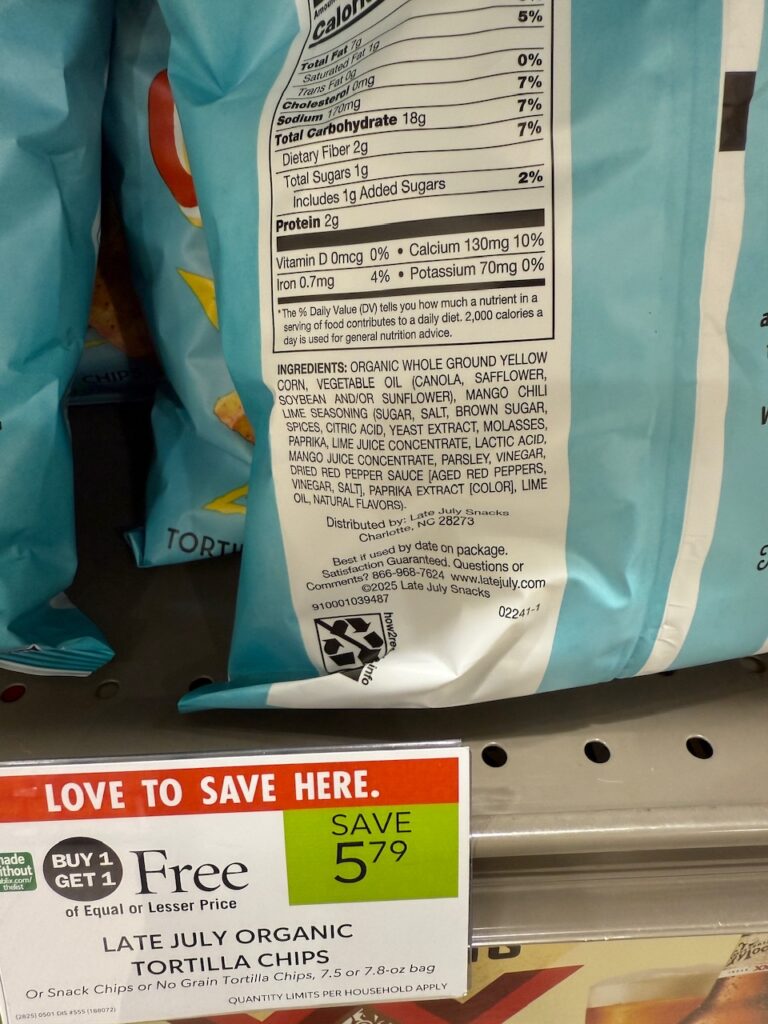 Calori
5%
Total Fat 7g
Saturated Fat 1g
Trans Fat 0g 0%
Cholesterol 0mg 7%
Sodium 170mg 7%
Total Carbohydrate 18g 7%
Dietary Fiber 2g
Total Sugars 1g
Includes 1g Added Sugars 2%
Protein 2g
Vitamin D 0mcg 0% • Calcium 130mg 10%
Iron 0.7mg 4% • Potassium 70mg 0%
*The % Daily Value (DV) tells you how much a nutrient in a
serving of food contributes to a daily diet. 2,000 calories a
day is used for general nutrition advice.
INGREDIENTS: ORGANIC WHOLE GROUND YELLOW
CORN, VEGETABLE OIL (CANOLA, SAFFLOWER,
SOYBEAN AND/OR SUNFLOWER), MANGO CHILI
LIME SEASONING (SUGAR, SALT, BROWN SUGAR,
SPICES, CITRIC ACID, YEAST EXTRACT, MOLASSES,
PAPRIKA, LIME JUICE CONCENTRATE, LACTIC ACID,
MANGO JUICE CONCENTRATE, PARSLEY, VINEGAR,
DRIED RED PEPPER SAUCE [AGED RED PEPPERS,
VINEGAR, SALT], PAPRIKA EXTRACT [COLOR], LIME
OIL, NATURAL FLAVORS).
Distributed by: Late July Snacks
Charlotte, NC 28273
Best if used by date on package.
Satisfaction Guaranteed. Questions or
Comments? 866-968-7624 www.latejuly.com
©2025 Late July Snacks
910001039487
02241-1
how2re
.info
CHIPS
TORTI
LOVE TO SAVE HERE.
SAVE
5 79
BUY 1
GET 1
Free
of Equal or Lesser Price
LATE JULY ORGANIC
TORTILLA CHIPS
Or Snack Chips or No Grain Tortilla Chips, 7.5 or 7.8-oz bag
QUANTITY LIMITS PER HOUSEHOLD APPLY
(2825) 0501 DIS #555 (188072)